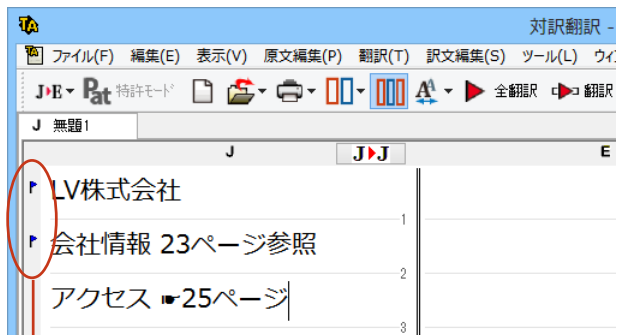 対訳翻訳 -
ファイル(F) 編集(E) 表示(V) 原文編集(P) 翻訳(T) 訳文編集(S) ツール(L)
J▶E Pat 特許モード A 全翻訳 翻訳
J 無題1
J J▶J E
LV株式会社
1
会社情報 23ページ参照
2
アクセス ☛25ページ
3